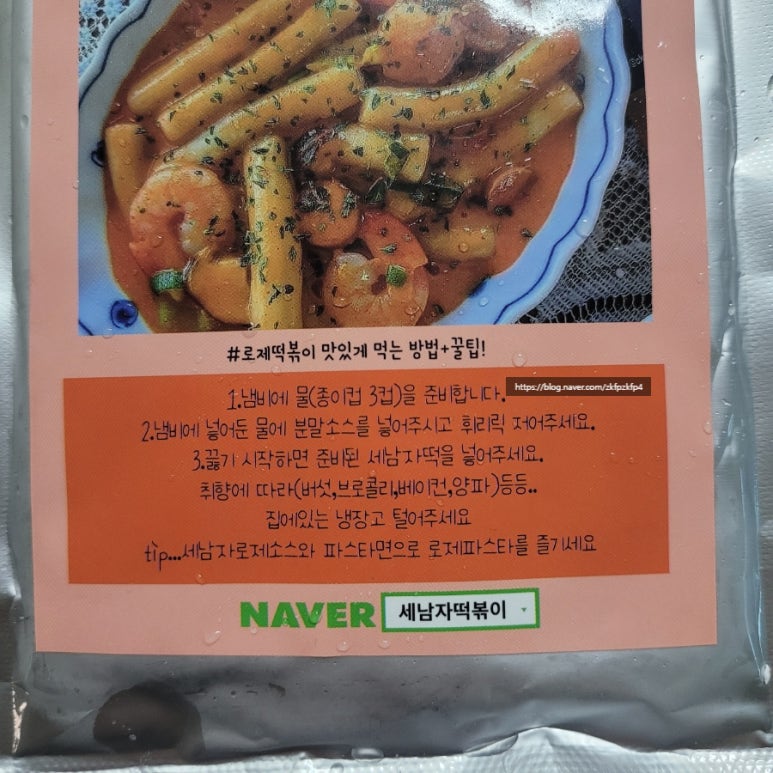 #로제떡볶이 맛있게 먹는 방법+꿀팁!
1.냄비에 물(종이컵 3컵)을 준비합니다.
https://blog.naver.com/zkfpzkfp4
2.냄비에 넣어둔 물에 분말소스를 넣어주시고 휘리릭 저어주세요.
3.끓기 시작하면 준비된 세남자떡을 넣어주세요.
취향에 따라(버섯,브로콜리,베이컨,양파)등등..
집에있는 냉장고 털어주세요
tip...세남자로제소스와 파스타면으로 로제파스타를 즐기세요
NAVER 세남자떡볶이